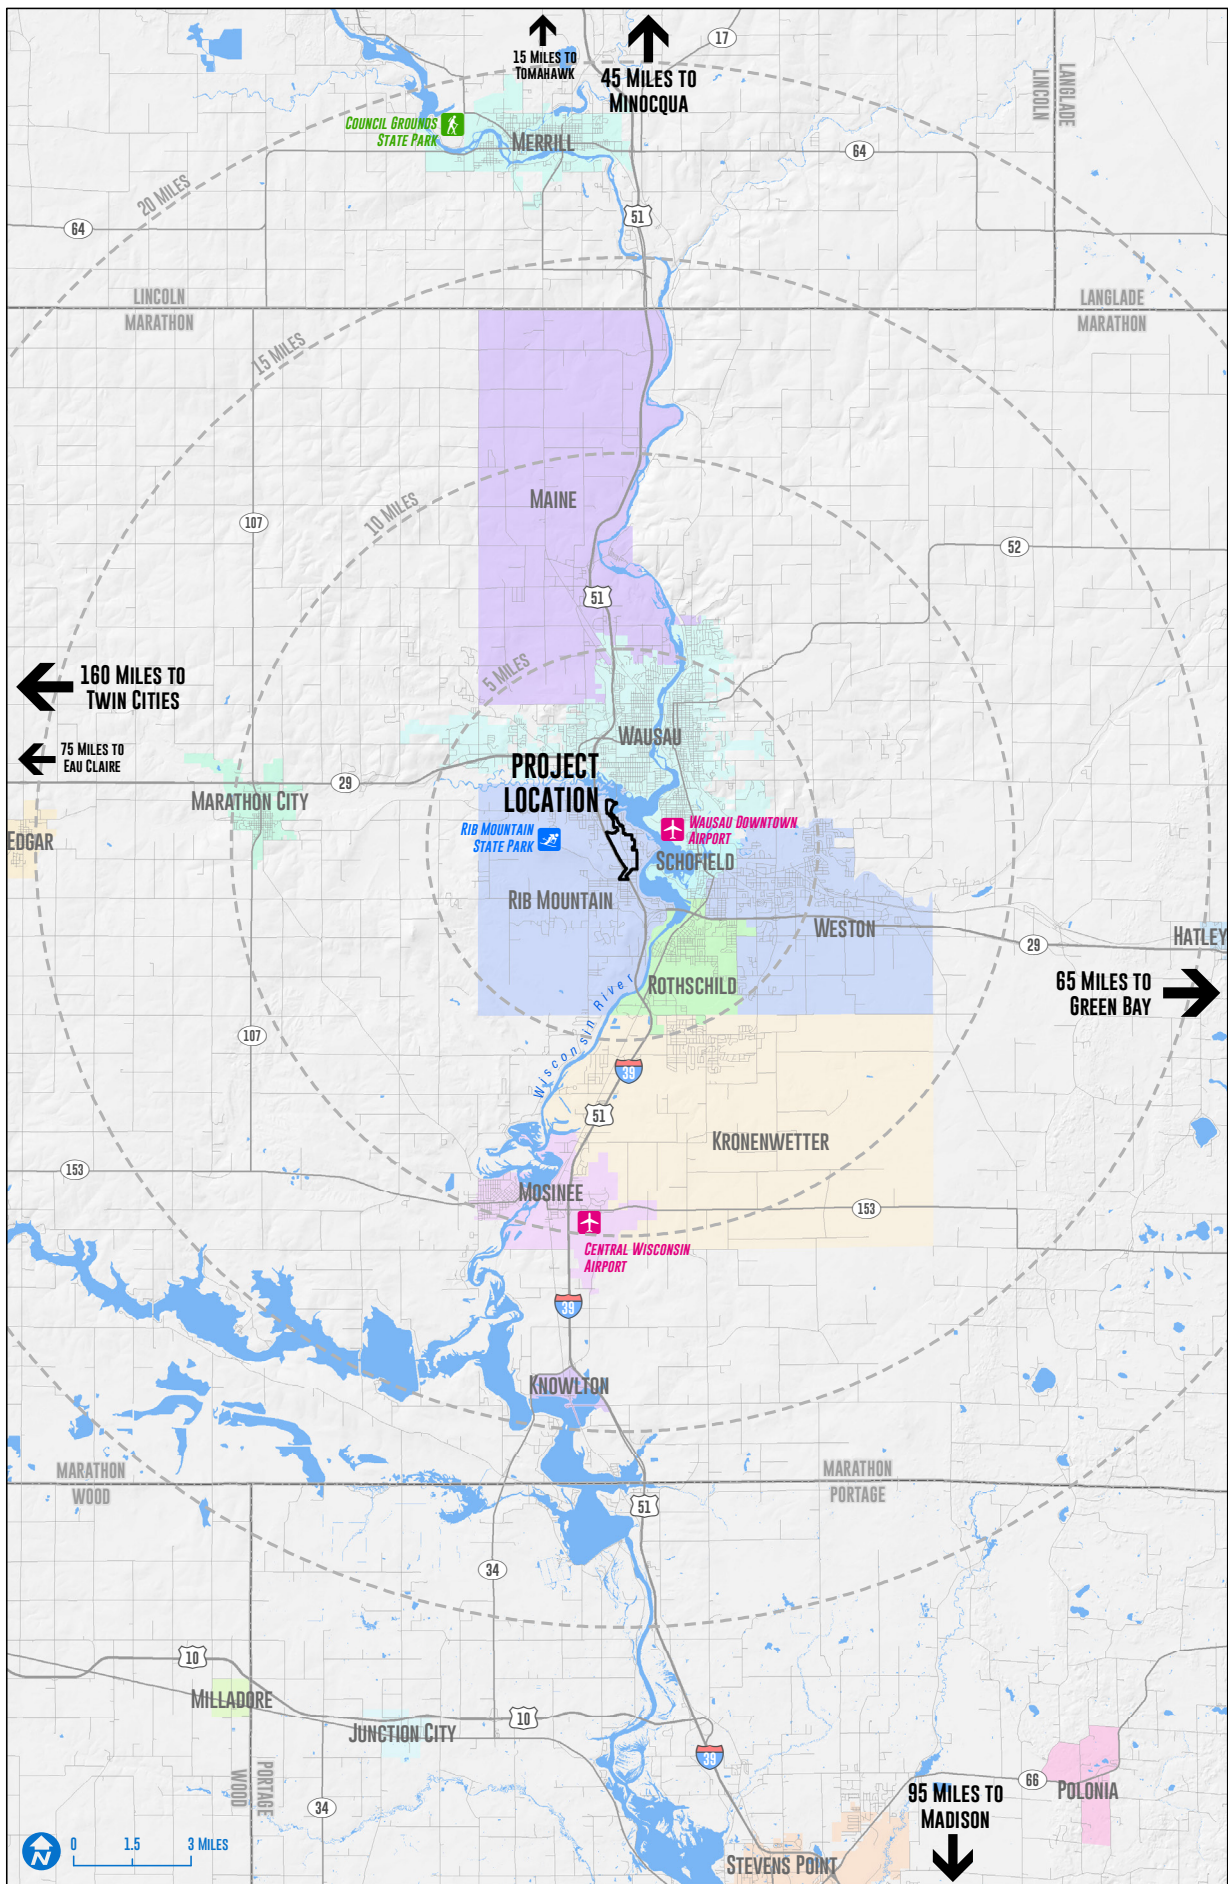 15 Miles to
Tomahawk
45 Miles to
Minocqua
17
Langlade
Lincoln
Council Grounds
State Park
Merrill
64
20 Miles
51
64
Lincoln
Marathon
Langlade
Marathon
15 Miles
Maine
10 Miles
107
52
51
5 Miles
160 Miles to
Twin Cities
Wausau
75 Miles to
Eau Claire
Project
Location
29
Marathon City
Edgar
Rib Mountain
State Park
Wausau Downtown
Airport
Schofield
Rib Mountain
Weston
Hatley
29
Rothschild
65 Miles to
Green Bay
Wisconsin River
107
39
51
Kronenwetter
153
Mosinee
153
Central Wisconsin
Airport
39
Knowlton
Marathon
Wood
Marathon
Portage
51
34
10
Milladore
10
Junction City
39
Portage
Wood
34
66
Polonia
95 Miles to
Madison
N
0 1.5 3 Miles
Stevens Point